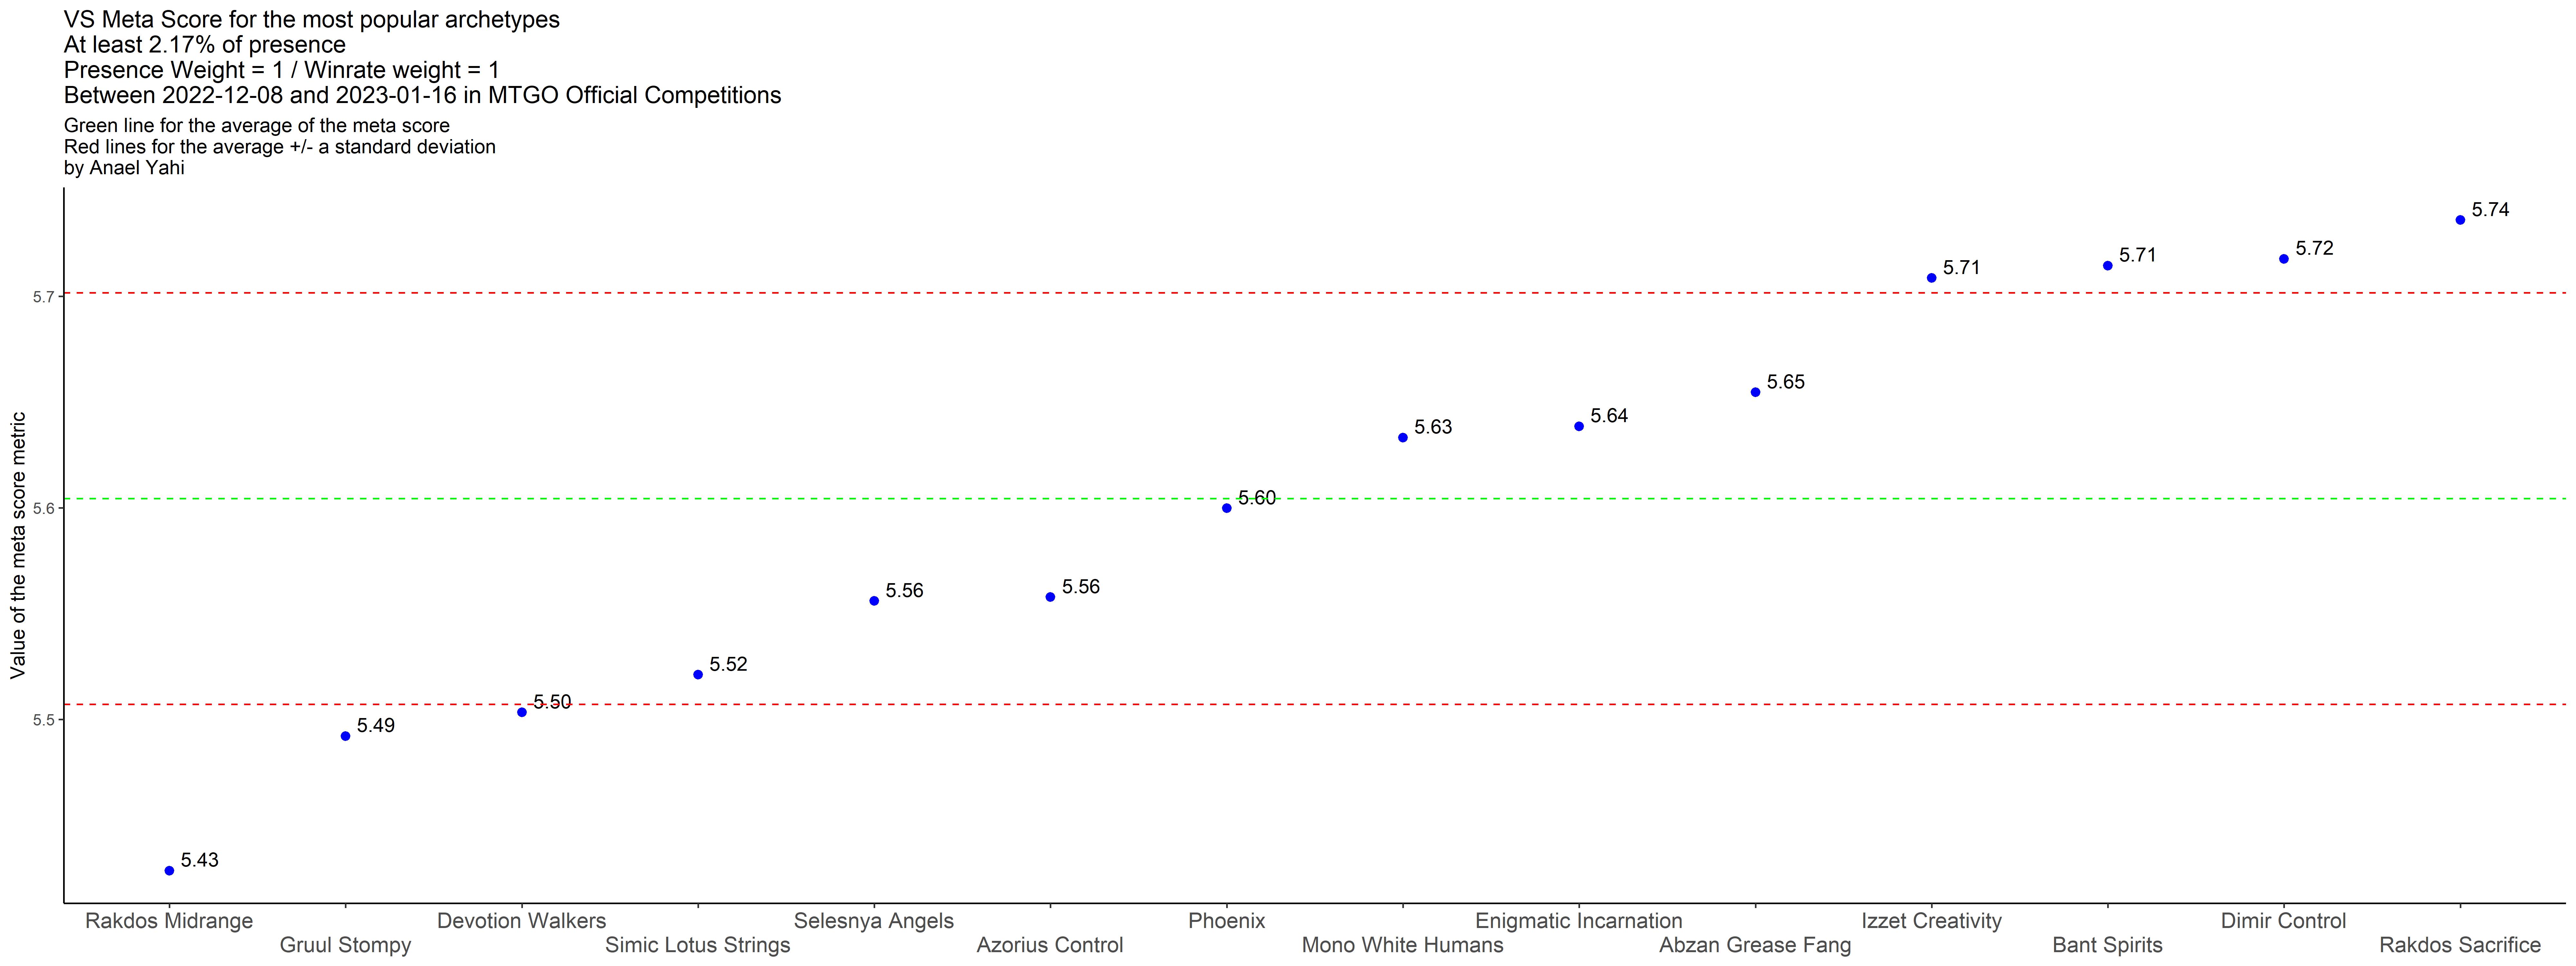 VS Meta Score for the most popular archetypes
At least 2.17% of presence
Presence Weight = 1 / Winrate weight = 1
Between 2022-12-08 and 2023-01-16 in MTGO Official Competitions
Green line for the average of the meta score
Red lines for the average +/- a standard deviation
by Anael Yahi
Value of the meta score metric
5.7
5.6
5.5
5.43
5.49
5.50
5.52
5.56
5.56
5.60
5.63
5.64
5.65
5.71
5.71
5.72
5.74
Rakdos Midrange
Gruul Stompy
Devotion Walkers
Simic Lotus Strings
Selesnya Angels
Azorius Control
Phoenix
Mono White Humans
Enigmatic Incarnation
Abzan Grease Fang
Izzet Creativity
Bant Spirits
Dimir Control
Rakdos Sacrifice